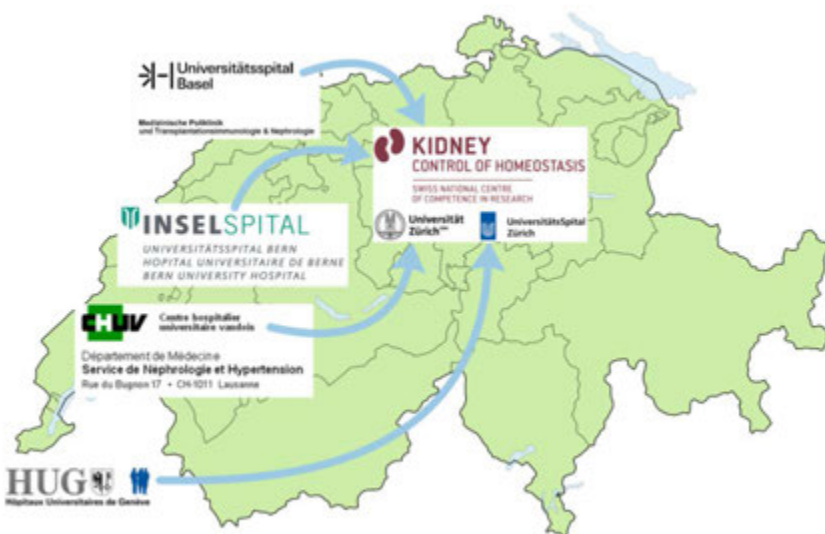 Universitätsspital
Basel
Medizinische Poliklinik
und Transplantationsimmunologie & Nephrologie
KIDNEY
CONTROL OF HOMEOSTASIS
SWISS NATIONAL CENTRE
OF COMPETENCE IN RESEARCH
Universität
Zürich
UniversitätsSpital
Zürich
INSELSPITAL
UNIVERSITÄTSSPITAL BERN
HOPITAL UNIVERSITAIRE DE BERNE
BERN UNIVERSITY HOSPITAL
CHUV
Centre hospitalier
universitaire vaudois
Département de Médecine
Service de Néphrologie et Hypertension
Rue du Bugnon 17 • CH-1011 Lausanne
HUG
Hôpitaux Universitaires de Genève